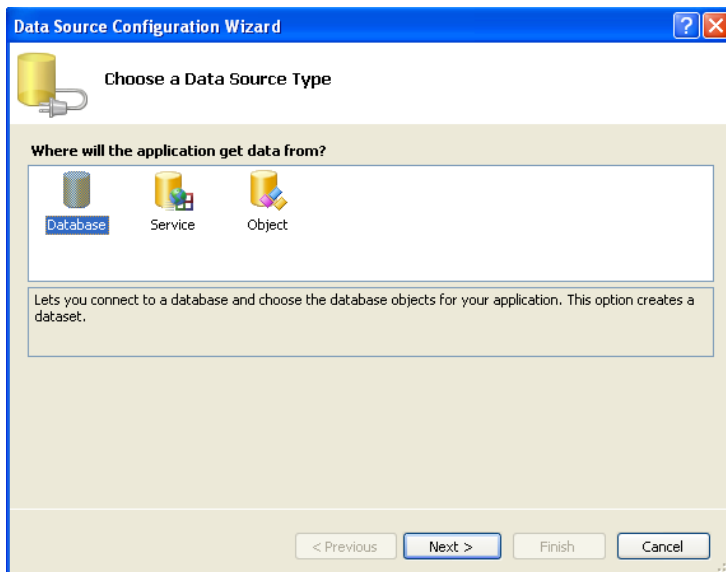 Data Source Configuration Wizard
Choose a Data Source Type
Where will the application get data from?
Database Service Object
Lets you connect to a database and choose the database objects for your application. This option creates a
dataset.
< Previous Next > Finish Cancel